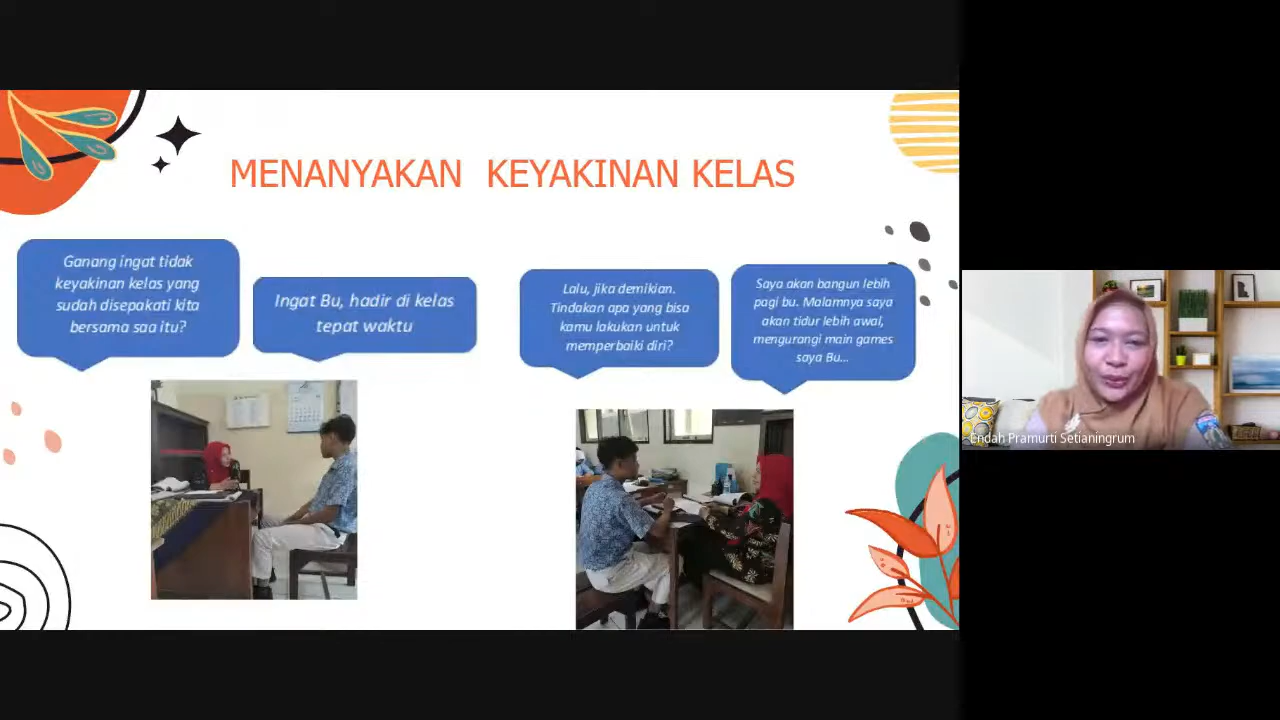 MENANYAKAN KEYAKINAN KELAS
Ganang ingat tidak
keyakinan kelas yang
sudah disepakati kita
bersama saa itu?
Ingat Bu, hadir di kelas
tepat waktu
Lalu, jika demikian.
Tindakan apa yang bisa
kamu lakukan untuk
memperbaiki diri?
Saya akan bangun lebih
pagi bu. Malamnya saya
akan tidur lebih awal,
mengurangi main games
saya Bu...
Endah Pramurti Setianingrum